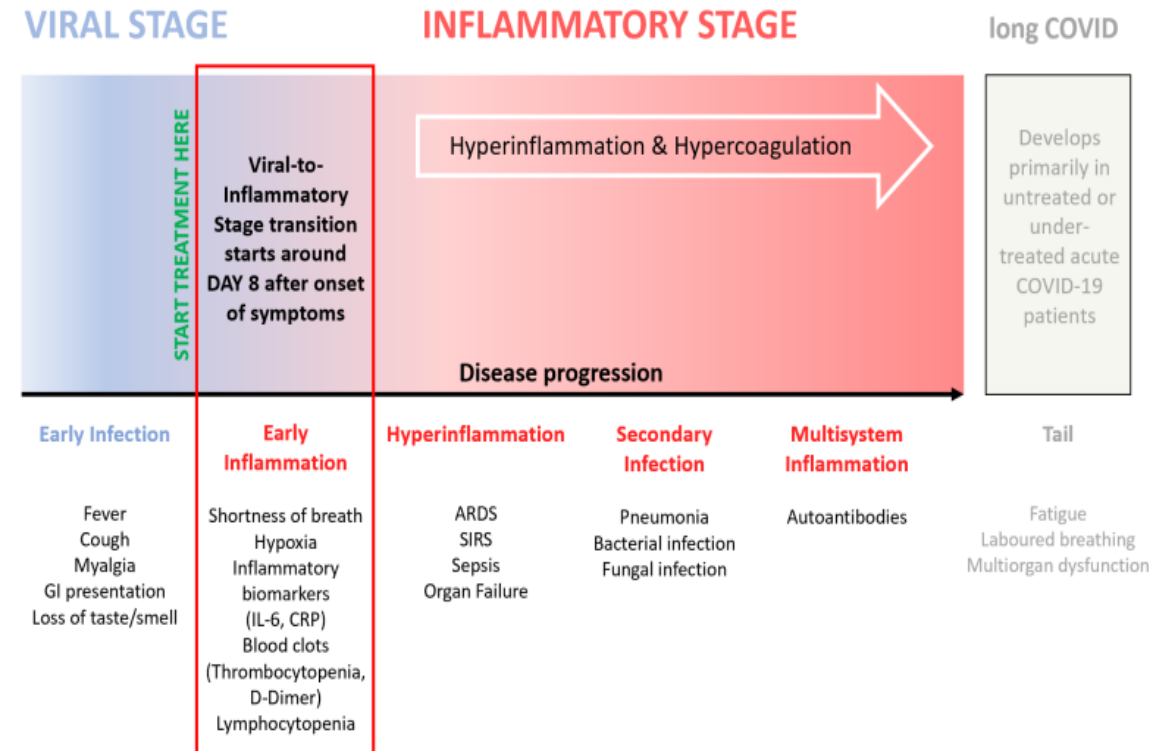 VIRAL STAGE
INFLAMMATORY STAGE
long COVID
START TREATMENT HERE
Viral-to-
Inflammatory
Stage transition
starts around
DAY 8 after onset
of symptoms
Hyperinflammation & Hypercoagulation
Develops
primarily in
untreated or
under-
treated acute
COVID-19
patients
Disease progression
Early Infection
Fever
Cough
Myalgia
GI presentation
Loss of taste/smell
Early
Inflammation
Shortness of breath
Hypoxia
Inflammatory
biomarkers
(IL-6, CRP)
Blood clots
(Thrombocytopenia,
D-Dimer)
Lymphocytopenia
Hyperinflammation
ARDS
SIRS
Sepsis
Organ Failure
Secondary
Infection
Pneumonia
Bacterial infection
Fungal infection
Multisystem
Inflammation
Autoantibodies
Tail
Fatigue
Laboured breathing
Multiorgan dysfunction